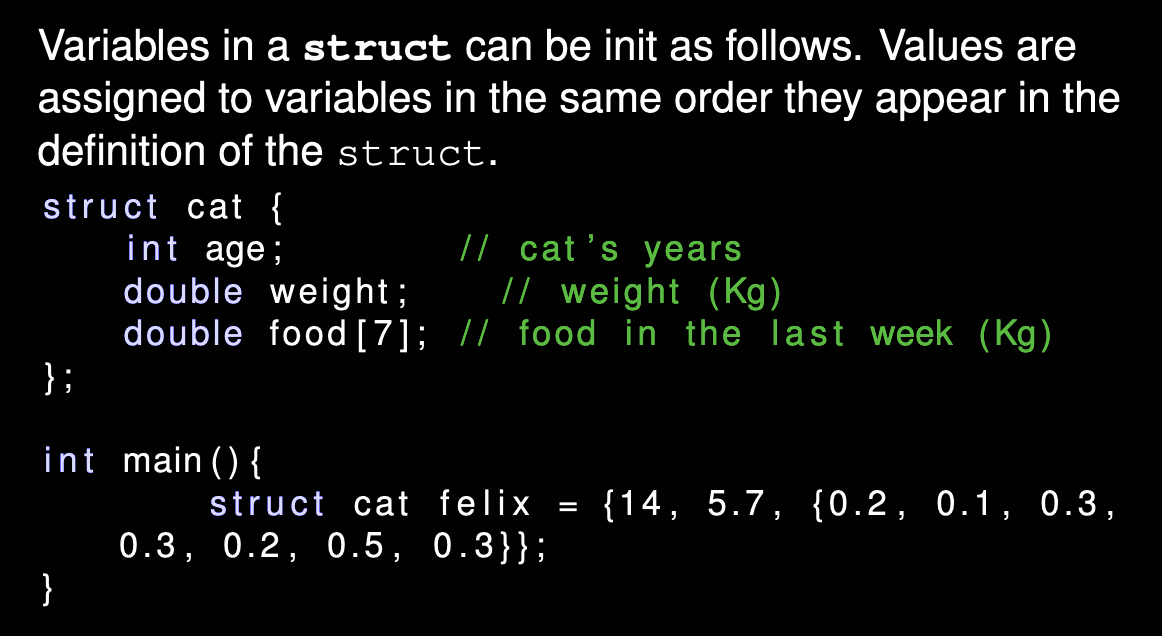 Variables in a struct can be init as follows. Values are
assigned to variables in the same order they appear in the
definition of the struct.
struct cat {
    int age;        // cat's years
    double weight;    // weight (Kg)
    double food[7]; // food in the last week (Kg)
};
int main(){
        struct cat felix = {14, 5.7, {0.2, 0.1, 0.3,
    0.3, 0.2, 0.5, 0.3}};
}